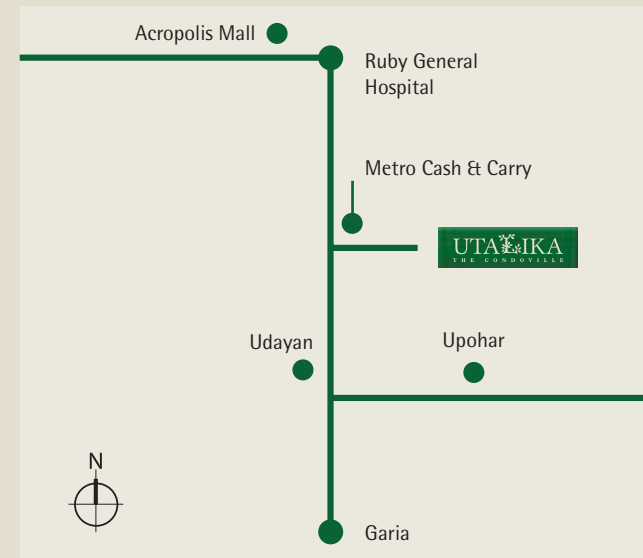 Acropolis Mall
Ruby General
Hospital
Metro Cash & Carry
UTALIKA
THE CONDOVILLE
Udayan
Upohar
N
Garia